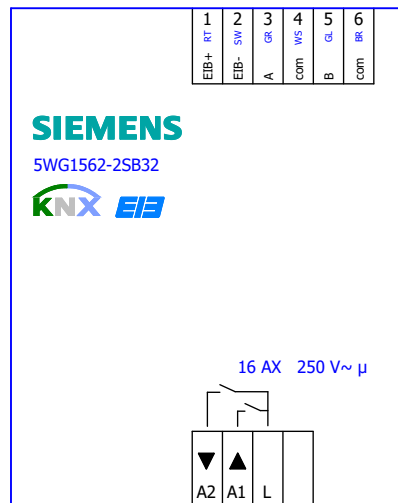 1 2 3 4 5 6
RT SW GR WS GL BR
EIB+ EIB- A com B com
SIEMENS
5WG1562-2SB32
KNX EIB
16 AX 250 V~ µ
A2 A1 L